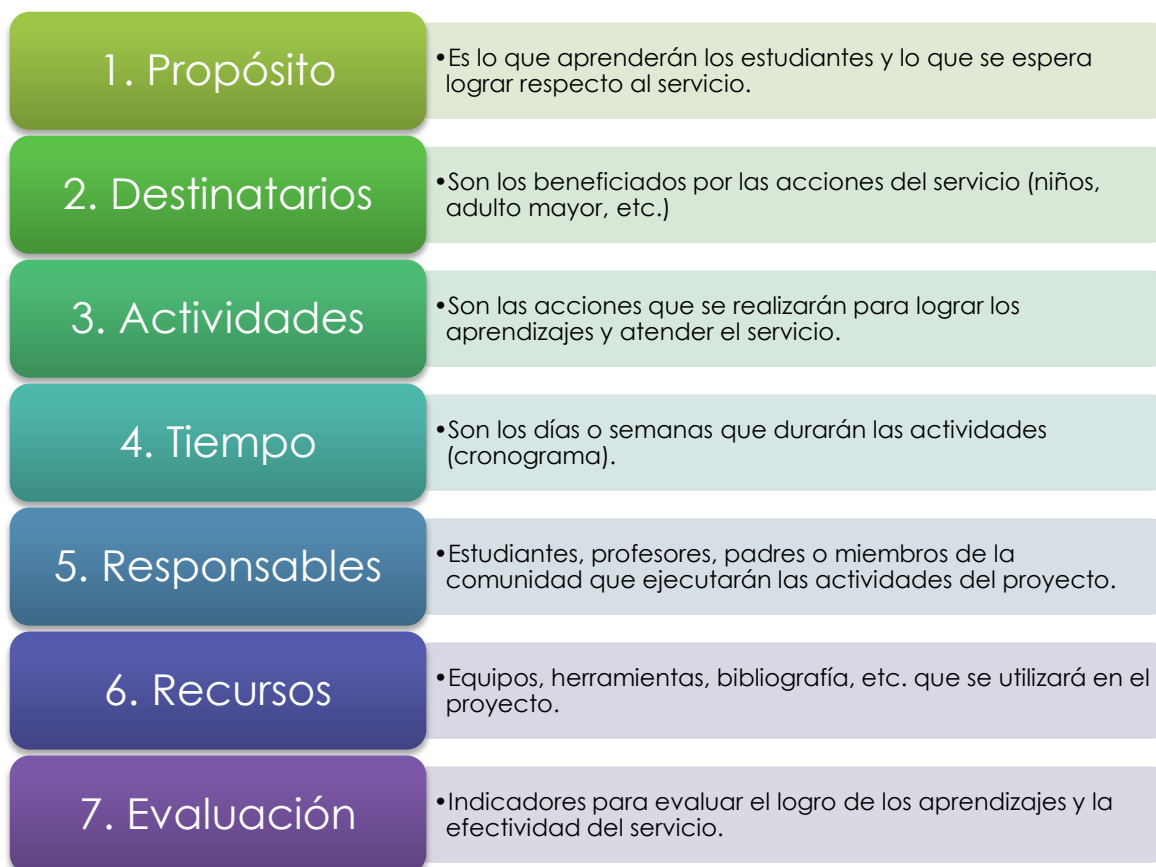 1. Propósito
•Es lo que aprenderán los estudiantes y lo que se espera
lograr respecto al servicio.
2. Destinatarios
•Son los beneficiados por las acciones del servicio (niños,
adulto mayor, etc.)
3. Actividades
•Son las acciones que se realizarán para lograr los
aprendizajes y atender el servicio.
4. Tiempo
•Son los días o semanas que durarán las actividades
(cronograma).
5. Responsables
•Estudiantes, profesores, padres o miembros de la
comunidad que ejecutarán las actividades del proyecto.
6. Recursos
•Equipos, herramientas, bibliografía, etc. que se utilizará en el
proyecto.
7. Evaluación
•Indicadores para evaluar el logro de los aprendizajes y la
efectividad del servicio.